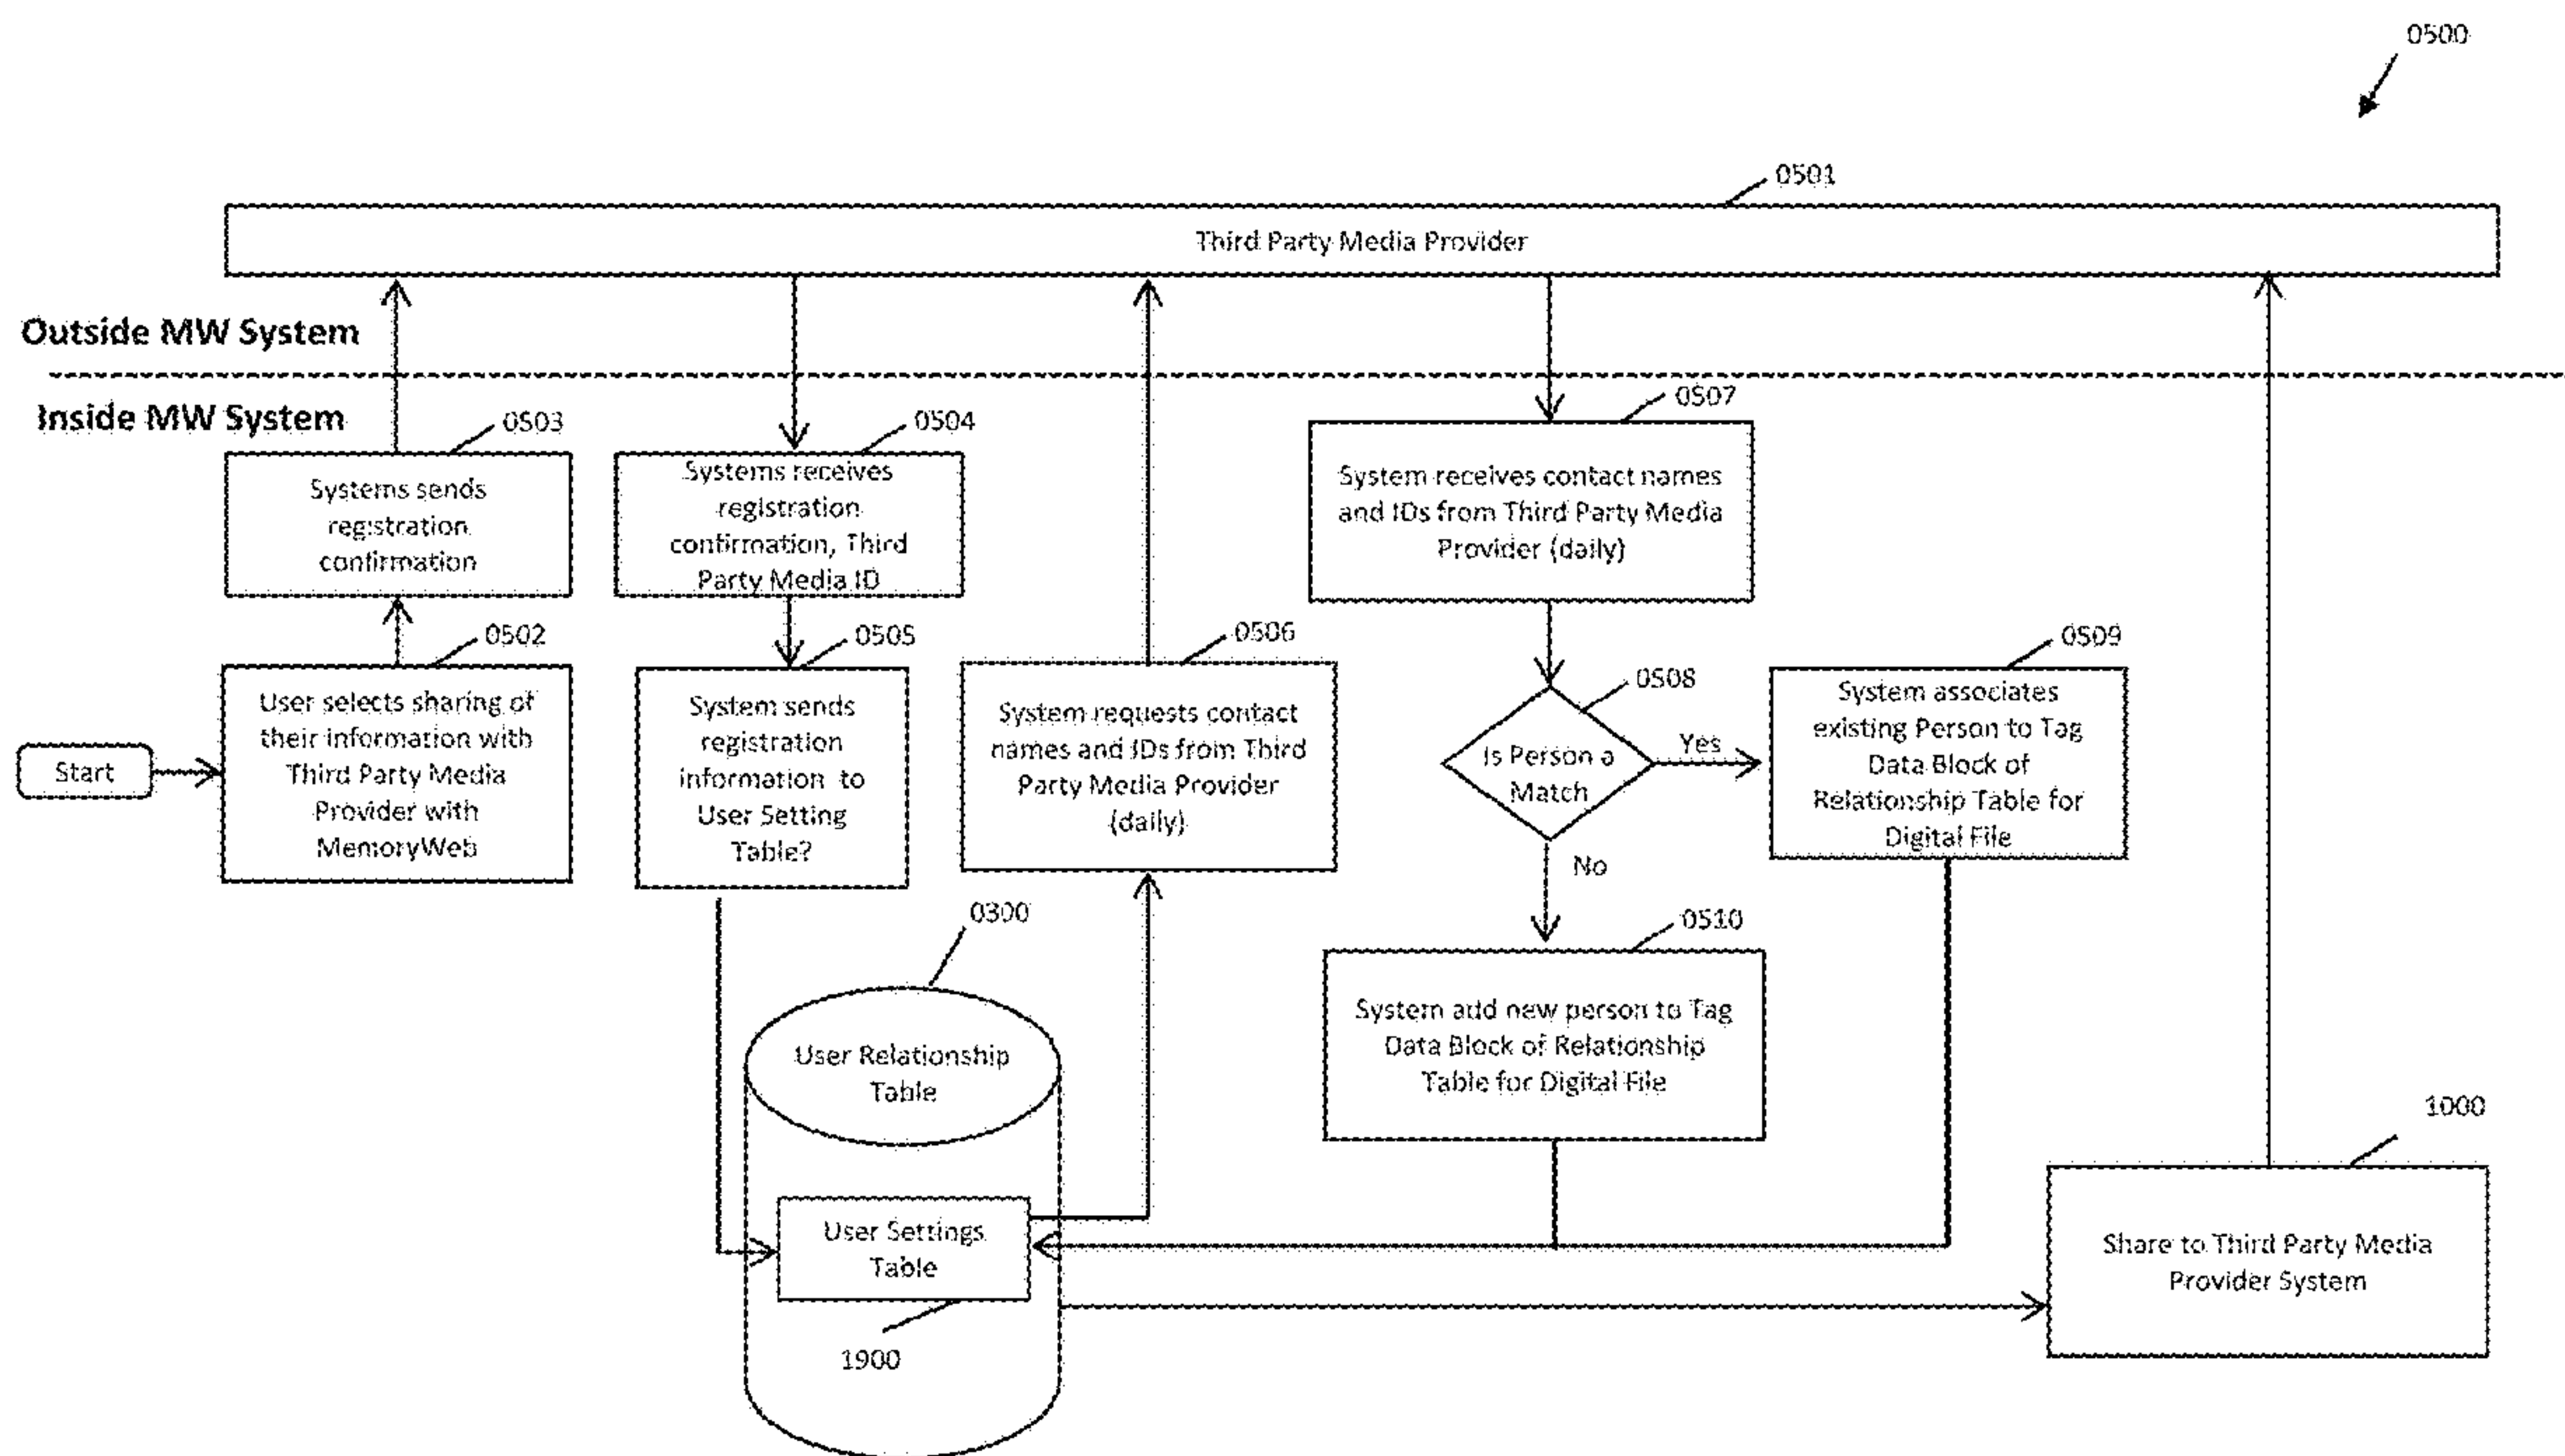 0500
0501
Third Party Media Provider
Outside MW System
Inside MW System
0503
Systems sends
registration
confirmation
0504
Systems receives
registration
confirmation, Third
Party Media ID
0507
System receives contact names
and IDs from Third Party Media
Provider (daily)
Start
0502
User selects sharing of
their information with
Third Party Media
Provider with
MemoryWeb
0505
System sends
registration
information to
User Setting
Table?
0506
System requests contact
names and IDs from Third
Party Media Provider
(daily)
0508
Is Person a
Match
Yes
No
0509
System associates
existing Person to Tag
Data Block of
Relationship Table for
Digital File
0510
System add new person to Tag
Data Block of Relationship
Table for Digital File
0300
User Relationship
Table
User Settings
Table
1900
1000
Share to Third Party Media
Provider System